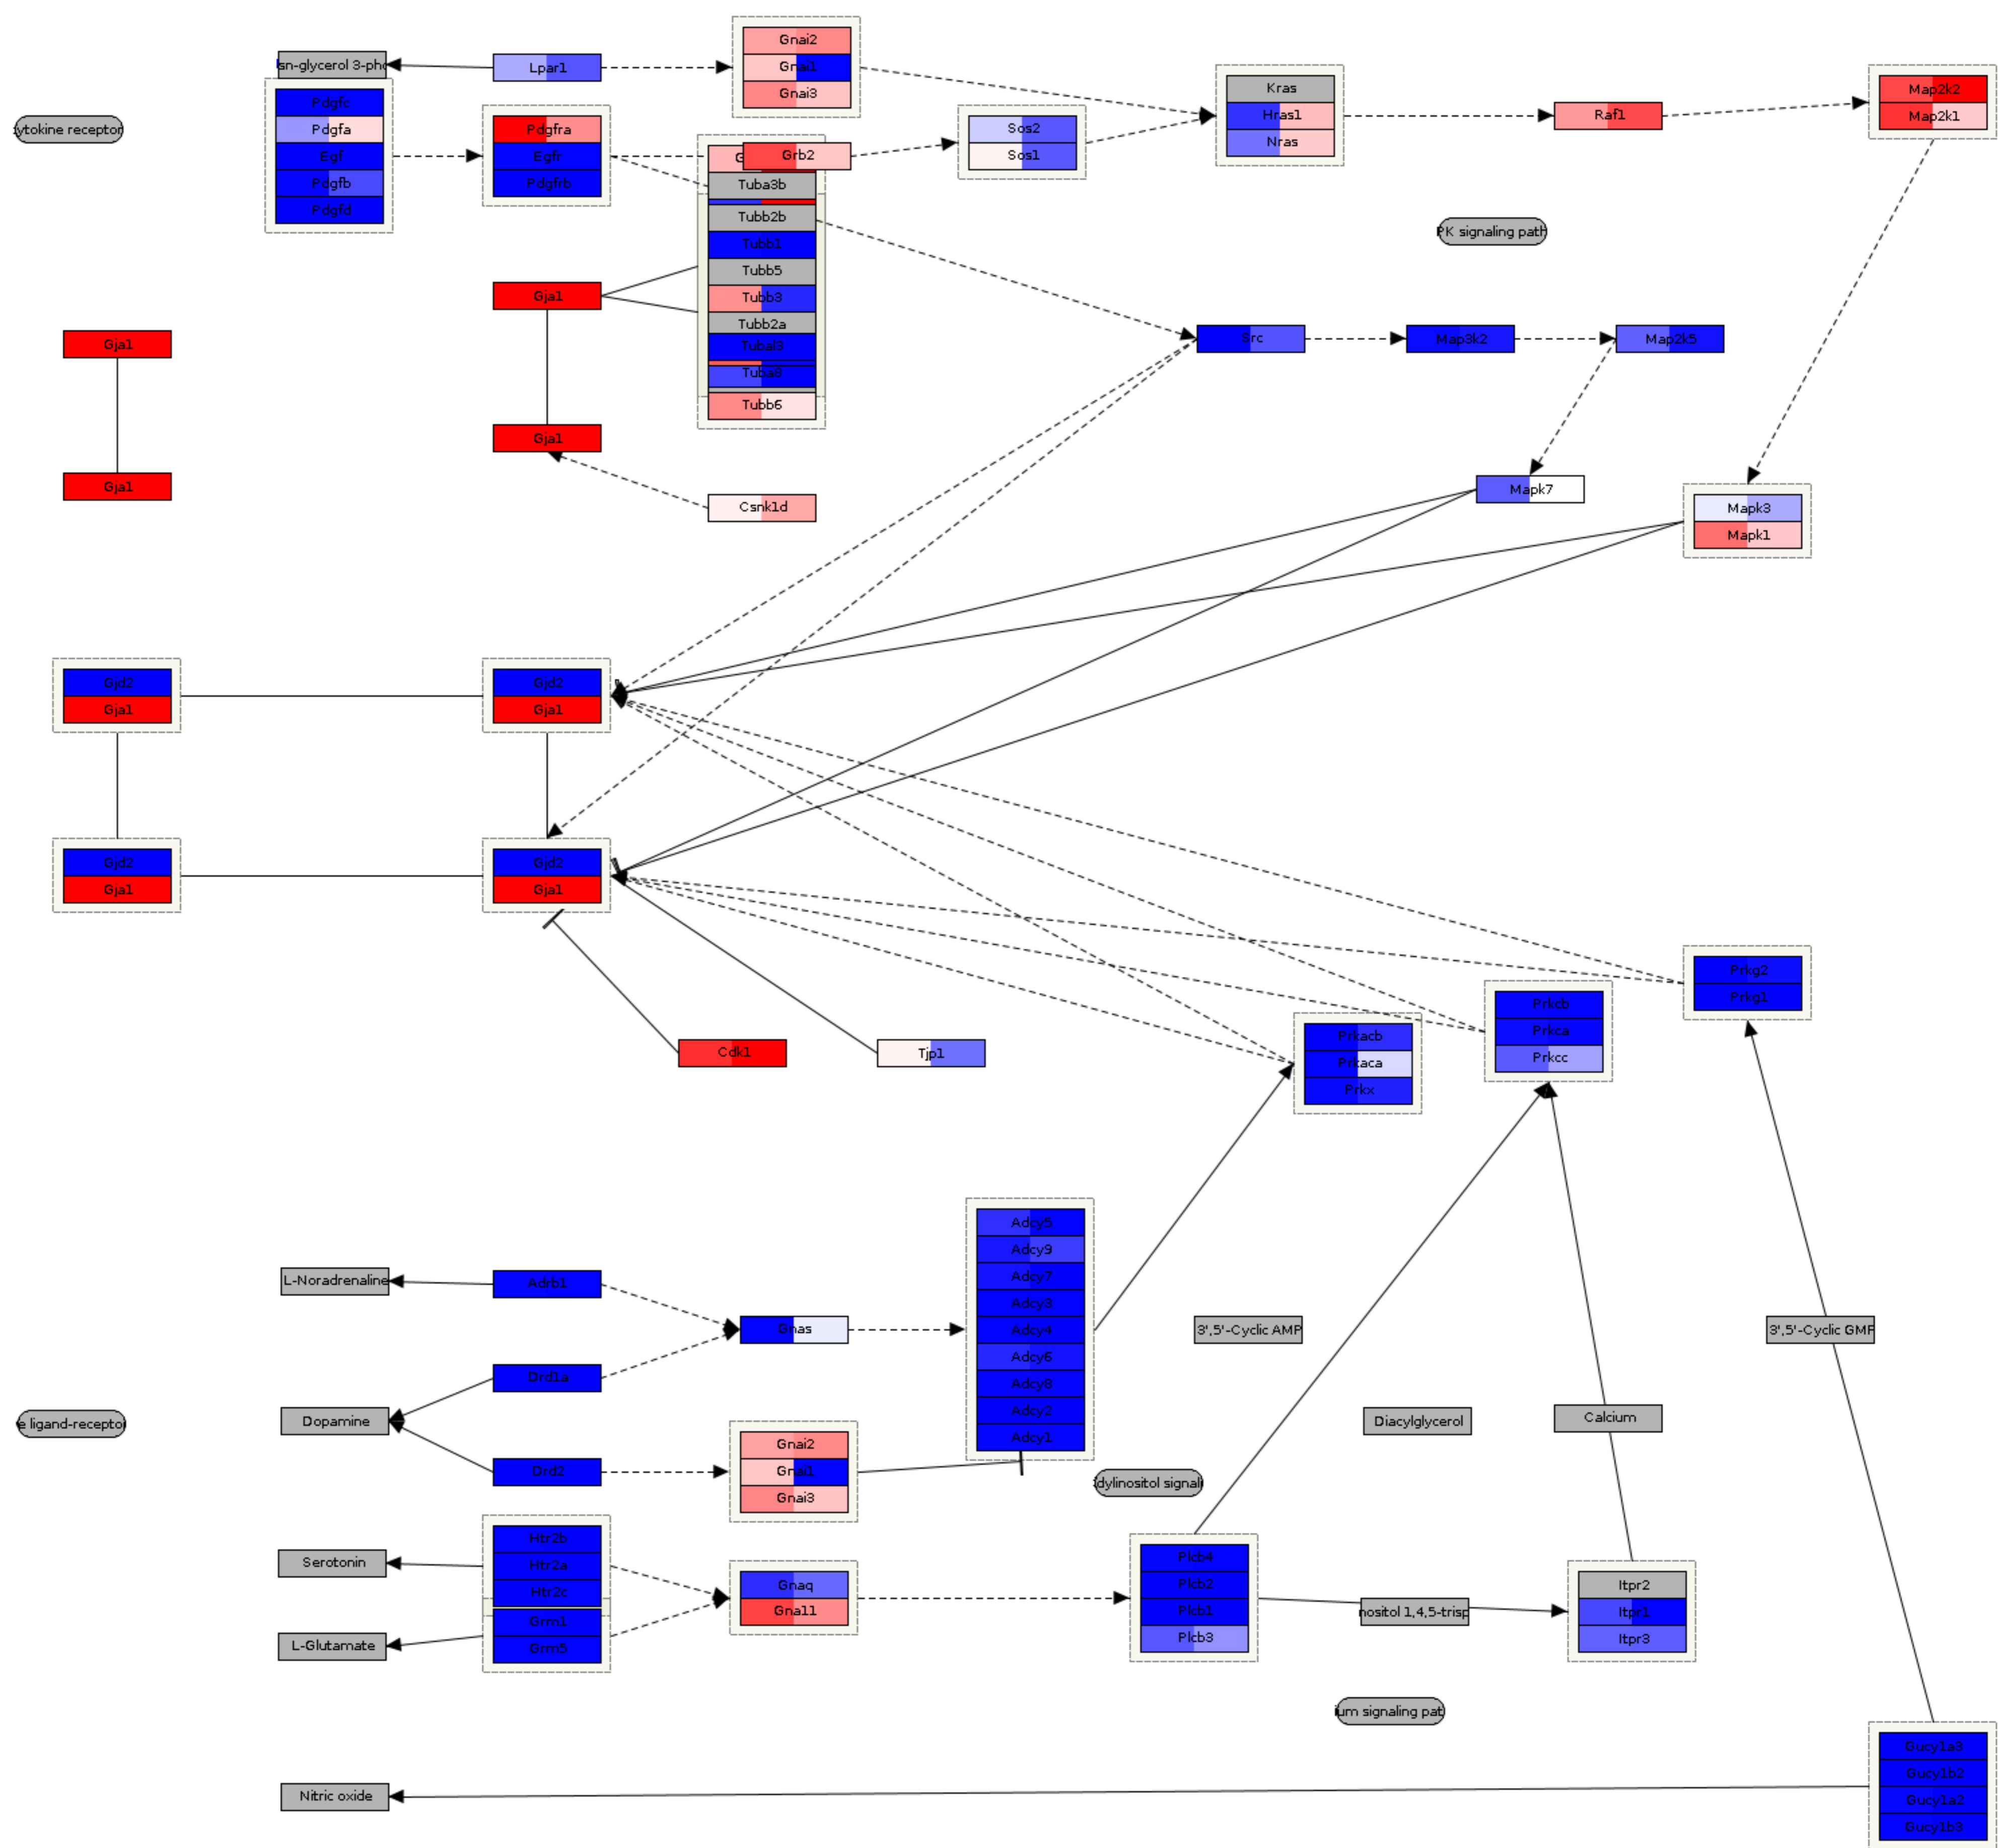 Gnai2
sn-glycerol 3-pho
Lpar1
Gnai1
Gnai3
Kras
Hras1
Nras
Raf1
Map2k2
Map2k1
ytokine receptor
Pdgfc
Pdgfa
Egf
Pdgfb
Pdgfd
Pdgfra
Egfr
Pdgfrb
G
Grb2
Sos2
Sos1
Tuba3b
Tubb2b
Tubb1
Tubb5
Tubb3
Tubb2a
Tubal3
Tuba8
Tubb6
PK signaling path
Gja1
Gja1
Src
Map3k2
Map2k5
Gja1
Gja1
Csnk1d
Mapk7
Mapk3
Mapk1
Gjd2
Gja1
Gjd2
Gja1
Gjd2
Gja1
Gjd2
Gja1
Cdk1
Tjp1
Prkacb
Prkaca
Prkx
Prkcb
Prkca
Prkcc
Prkg2
Prkg1
Adcy5
Adcy9
Adcy7
Adcy3
Adcy4
Adcy6
Adcy8
Adcy2
Adcy1
L-Noradrenaline
Adrb1
Gnas
3',5'-Cyclic AMP
3',5'-Cyclic GMP
Drd1a
e ligand-recepto
Dopamine
Diacylglycerol
Calcium
Drd2
Gnai2
Gnai1
Gnai3
dylinositol signali
Htr2b
Htr2a
Htr2c
Serotonin
Grm1
Grm5
L-Glutamate
Gnaq
Gna11
Plcb4
Plcb2
Plcb1
Plcb3
nositol 1,4,5-trisp
Itpr2
Itpr1
Itpr3
um signaling pat
Gucy1a3
Gucy1b2
Gucy1a2
Gucy1b3
Nitric oxide